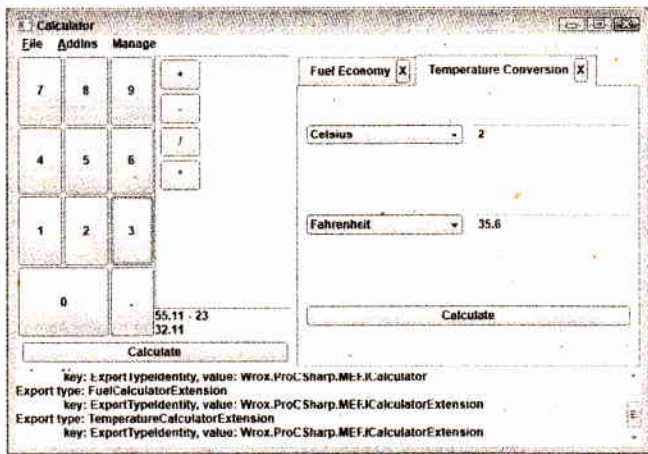 Calculator
File AddIns Manage
7 8 9 +
-
4 5 6 /
*
1 2 3
0 .
55.11 - 23
32.11
Calculate
Fuel Economy X Temperature Conversion X
Celsius 2
Fahrenheit 35.6
Calculate
key: ExportTypeIdentity, value: Wrox.ProCSharp.MEF.ICalculator
Export type: FuelCalculatorExtension
key: ExportTypeIdentity, value: Wrox.ProCSharp.MEF.ICalculatorExtension
Export type: TemperatureCalculatorExtension
key: ExportTypeIdentity, value: Wrox.ProCSharp.MEF.ICalculatorExtension